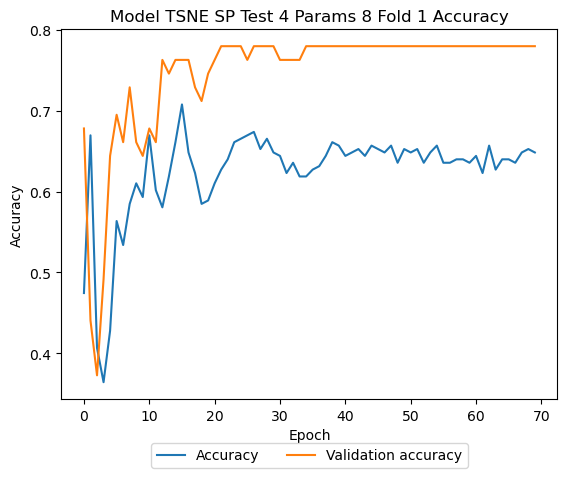 Model TSNE SP Test 4 Params 8 Fold 1 Accuracy
0.8
0.7
0.6
0.5
0.4
Accuracy
0 10 20 30 40 50 60 70
Epoch
Accuracy Validation accuracy